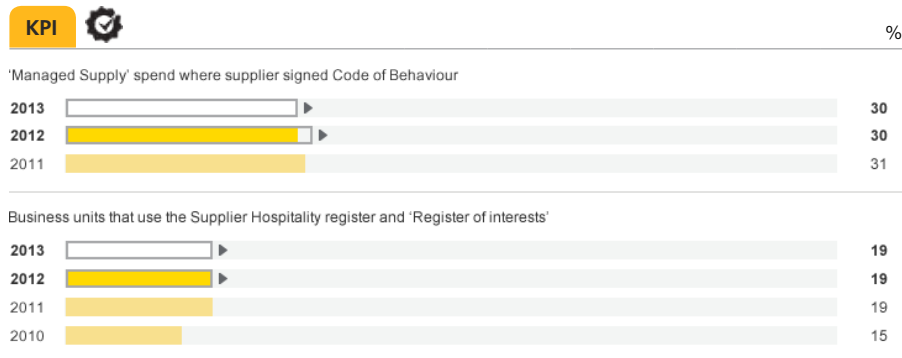 KPI
%
‘Managed Supply’ spend where supplier signed Code of Behaviour
2013 30
2012 30
2011 31
Business units that use the Supplier Hospitality register and ‘Register of interests’
2013 19
2012 19
2011 19
2010 15